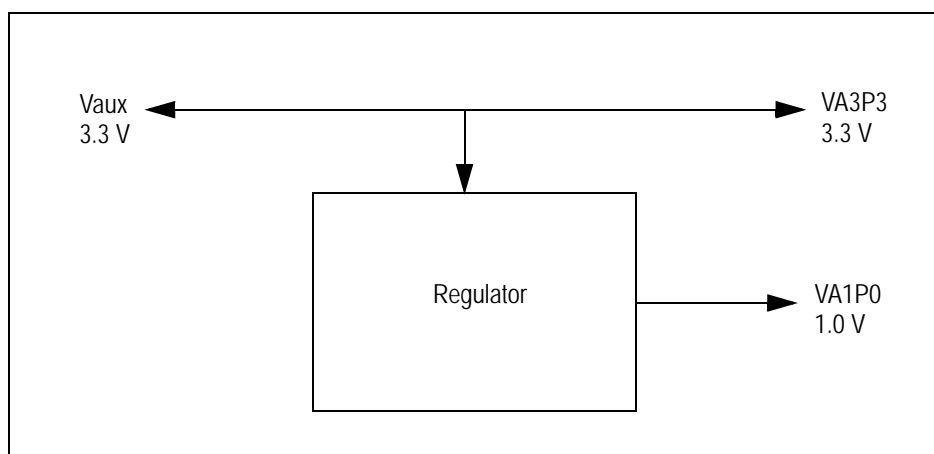 Vaux
3.3 V
VA3P3
3.3 V
Regulator
VA1P0
1.0 V